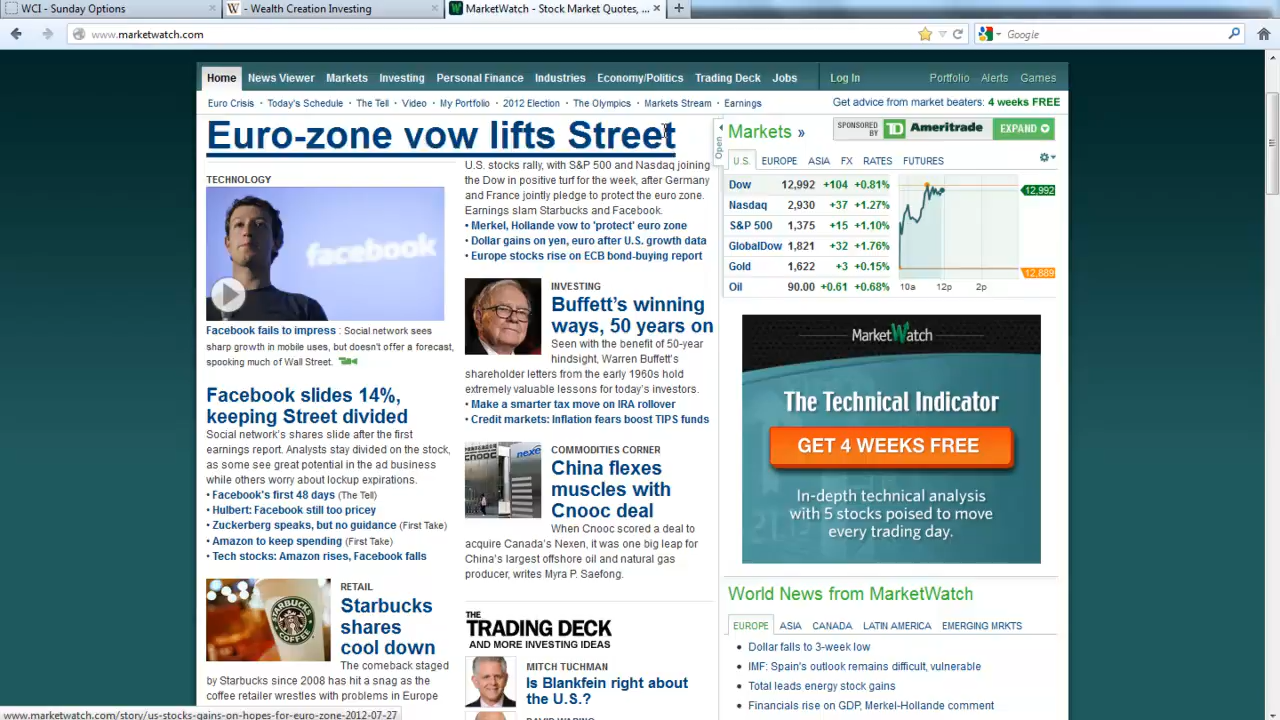 WCI - Sunday Options
- Wealth Creation Investing
MarketWatch - Stock Market Quotes, ...
www.marketwatch.com
Google
Home
News Viewer
Markets
Investing
Personal Finance
Industries
Economy/Politics
Trading Deck
Jobs
Log In
Portfolio
Alerts
Games
Euro Crisis · Today's Schedule · The Tell · Video · My Portfolio · 2012 Election · The Olympics · Markets Stream · Earnings
Get advice from market beaters: 4 weeks FREE
Euro-zone vow lifts Street
TECHNOLOGY
facebook
Facebook fails to impress : Social network sees
sharp growth in mobile uses, but doesn't offer a forecast,
spooking much of Wall Street.
Facebook slides 14%,
keeping Street divided
Social network's shares slide after the first
earnings report. Analysts stay divided on the stock,
as some see great potential in the ad business
while others worry about lockup expirations.
• Facebook's first 48 days (The Tell)
• Hulbert: Facebook still too pricey
• Zuckerberg speaks, but no guidance (First Take)
• Amazon to keep spending (First Take)
• Tech stocks: Amazon rises, Facebook falls
STARBUCKS COFFEE
RETAIL
Starbucks
shares
cool down
The comeback staged
by Starbucks since 2008 has hit a snag as the
coffee retailer wrestles with problems in Europe
U.S. stocks rally, with S&P 500 and Nasdaq joining
the Dow in positive turf for the week, after Germany
and France jointly pledge to protect the euro zone.
Earnings slam Starbucks and Facebook.
• Merkel, Hollande vow to 'protect' euro zone
• Dollar gains on yen, euro after U.S. growth data
• Europe stocks rise on ECB bond-buying report
INVESTING
Buffett's winning
ways, 50 years on
Seen with the benefit of 50-year
hindsight, Warren Buffett's
shareholder letters from the early 1960s hold
extremely valuable lessons for today's investors.
• Make a smarter tax move on IRA rollover
• Credit markets: Inflation fears boost TIPS funds
cnooc
nexe
COMMODITIES CORNER
China flexes
muscles with
Cnooc deal
When Cnooc scored a deal to
acquire Canada's Nexen, it was one big leap for
China's largest offshore oil and natural gas
producer, writes Myra P. Saefong.
THE
TRADING DECK
AND MORE INVESTING IDEAS
MITCH TUCHMAN
Is Blankfein right about
the U.S.?
DAVID WARING
Open
Markets »
SPONSORED
BY
TD Ameritrade
EXPAND
U.S.
EUROPE
ASIA
FX
RATES
FUTURES
Dow 12,992 +104 +0.81%
Nasdaq 2,930 +37 +1.27%
S&P 500 1,375 +15 +1.10%
GlobalDow 1,821 +32 +1.76%
Gold 1,622 +3 +0.15%
Oil 90.00 +0.61 +0.68%
12,992
12,889
10a 12p 2p
MarketWatch
The Technical Indicator
GET 4 WEEKS FREE
In-depth technical analysis
with 5 stocks poised to move
every trading day.
World News from MarketWatch
EUROPE
ASIA
CANADA
LATIN AMERICA
EMERGING MRKTS
• Dollar falls to 3-week low
• IMF: Spain's outlook remains difficult, vulnerable
• Total leads energy stock gains
• Financials rise on GDP, Merkel-Hollande comment
www.marketwatch.com/story/us-stocks-gains-on-hopes-for-euro-zone-2012-07-27